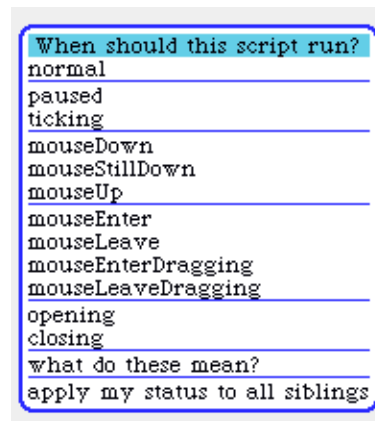 When should this script run?
normal
paused
ticking
mouseDown
mouseStillDown
mouseUp
mouseEnter
mouseLeave
mouseEnterDragging
mouseLeaveDragging
opening
closing
what do these mean?
apply my status to all siblings